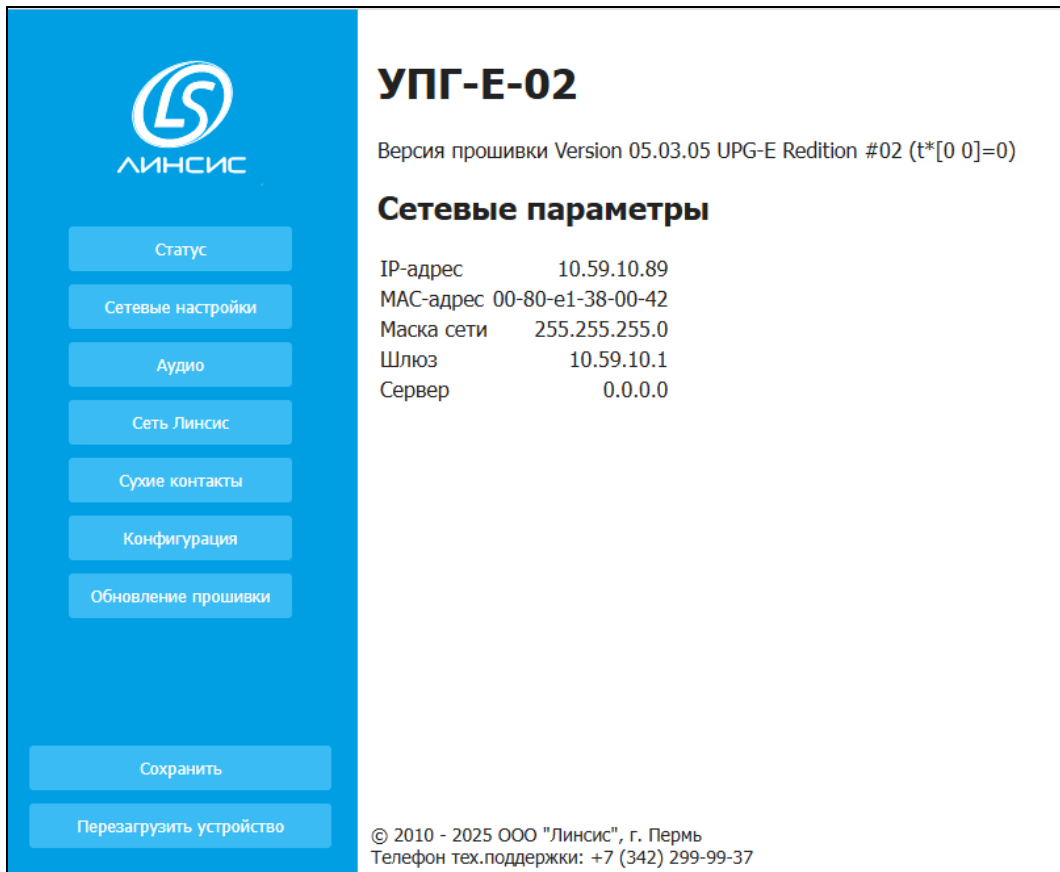 ЛИНСИС
Статус
Сетевые настройки
Аудио
Сеть Линсис
Сухие контакты
Конфигурация
Обновление прошивки
Сохранить
Перезагрузить устройство
УПГ-Е-02
Версия прошивки Version 05.03.05 UPG-E Redition #02 (t*[0 0]=0)
Сетевые параметры
IP-адрес 10.59.10.89
MAC-адрес 00-80-e1-38-00-42
Маска сети 255.255.255.0
Шлюз 10.59.10.1
Сервер 0.0.0.0
© 2010 - 2025 ООО "Линсис", г. Пермь
Телефон тех.поддержки: +7 (342) 299-99-37